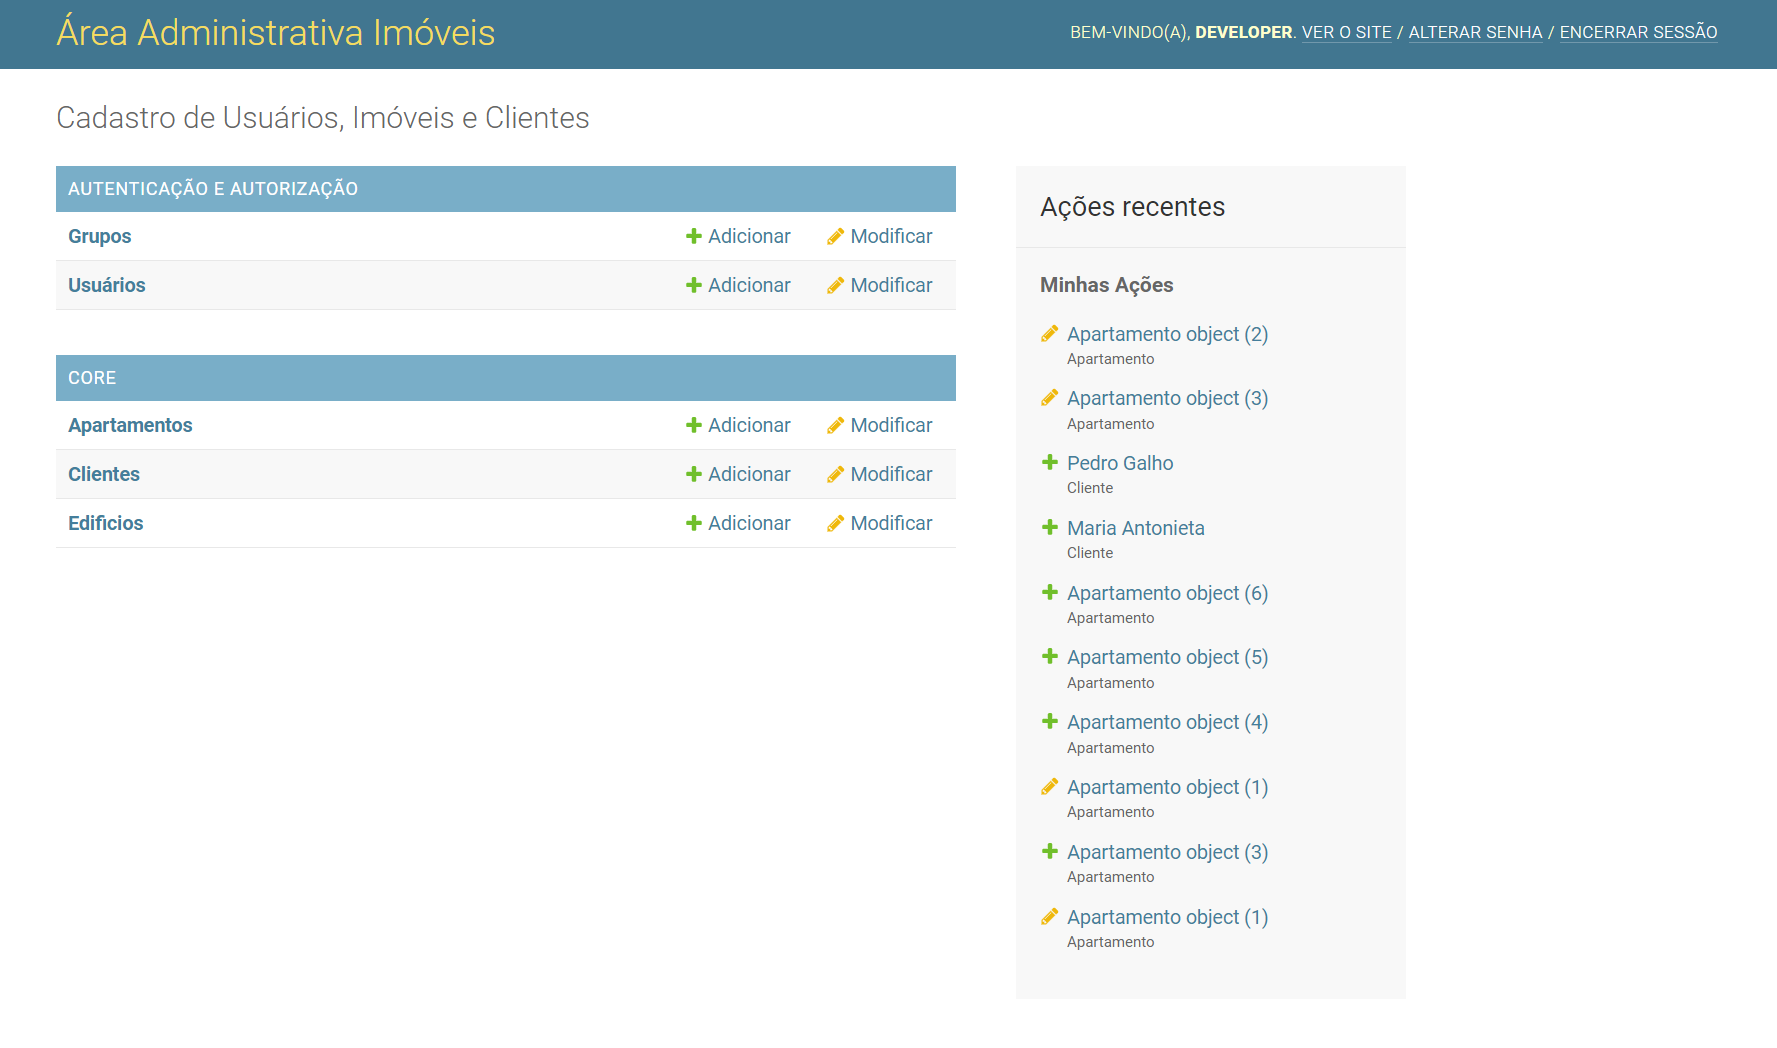 Área Administrativa Imóveis
BEM-VINDO(A), DEVELOPER. VER O SITE / ALTERAR SENHA / ENCERRAR SESSÃO
Cadastro de Usuários, Imóveis e Clientes
AUTENTICAÇÃO E AUTORIZAÇÃO
Grupos Adicionar Modificar
Usuários Adicionar Modificar
CORE
Apartamentos Adicionar Modificar
Clientes Adicionar Modificar
Edificios Adicionar Modificar
Ações recentes
Minhas Ações
Apartamento object (2)
Apartamento
Apartamento object (3)
Apartamento
Pedro Galho
Cliente
Maria Antonieta
Cliente
Apartamento object (6)
Apartamento
Apartamento object (5)
Apartamento
Apartamento object (4)
Apartamento
Apartamento object (1)
Apartamento
Apartamento object (3)
Apartamento
Apartamento object (1)
Apartamento